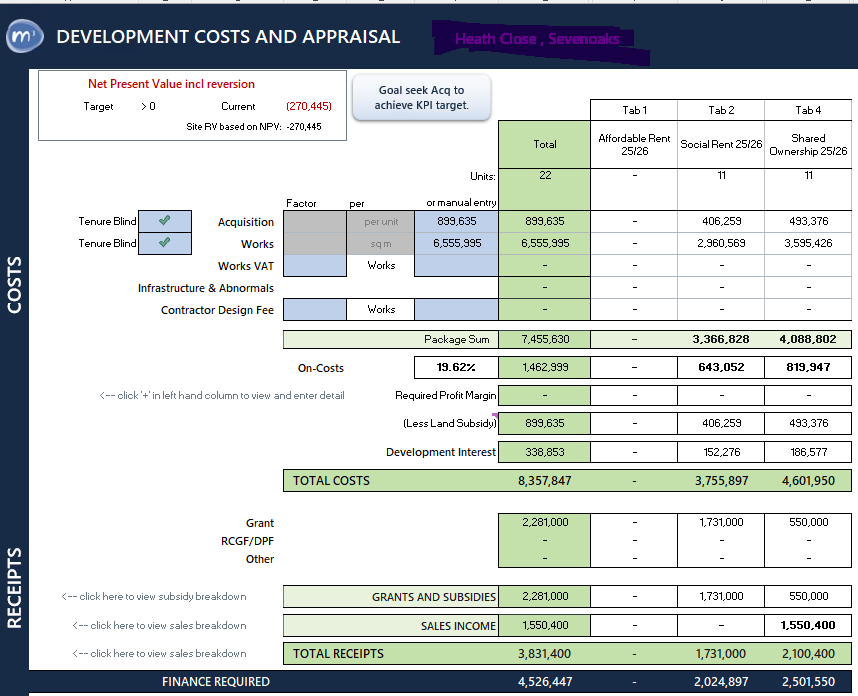 m³ DEVELOPMENT COSTS AND APPRAISAL Heath Close , Sevenoaks
Net Present Value incl reversion
Target > 0 Current (270,445)
Site RV based on NPV: -270,445
Goal seek Acq to
achieve KPI target.
Tab 1 Tab 2 Tab 4
Total Affordable Rent 25/26 Social Rent 25/26 Shared Ownership 25/26
Units: 22 - 11 11
Factor per or manual entry
COSTS
Tenure Blind ✓ Acquisition per unit 899,635 899,635 - 406,259 493,376
Tenure Blind ✓ Works sq m 6,555,995 6,555,995 - 2,960,569 3,595,426
Works VAT Works - - - -
Infrastructure & Abnormals - - - -
Contractor Design Fee Works - - - -
Package Sum 7,455,630 - 3,366,828 4,088,802
On-Costs 19.62% 1,462,999 - 643,052 819,947
<-- click '+' in left hand column to view and enter detail Required Profit Margin - - - -
(Less Land Subsidy) 899,635 - 406,259 493,376
Development Interest 338,853 - 152,276 186,577
TOTAL COSTS 8,357,847 - 3,755,897 4,601,950
RECEIPTS
Grant 2,281,000 - 1,731,000 550,000
RCGF/DPF - - - -
Other - - - -
<-- click here to view subsidy breakdown GRANTS AND SUBSIDIES 2,281,000 - 1,731,000 550,000
<-- click here to view sales breakdown SALES INCOME 1,550,400 - - 1,550,400
<-- click here to view sales breakdown TOTAL RECEIPTS 3,831,400 - 1,731,000 2,100,400
FINANCE REQUIRED 4,526,447 - 2,024,897 2,501,550